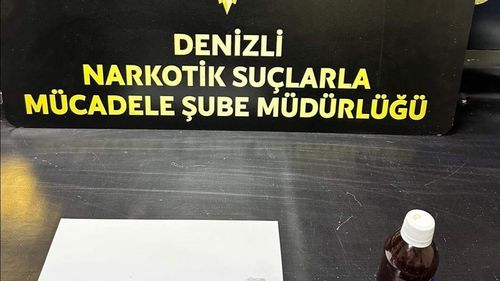 DENİZLİ
NARKOTİK SUÇLARLA
MÜCADELE ŞUBE MÜDÜRLÜĞÜ